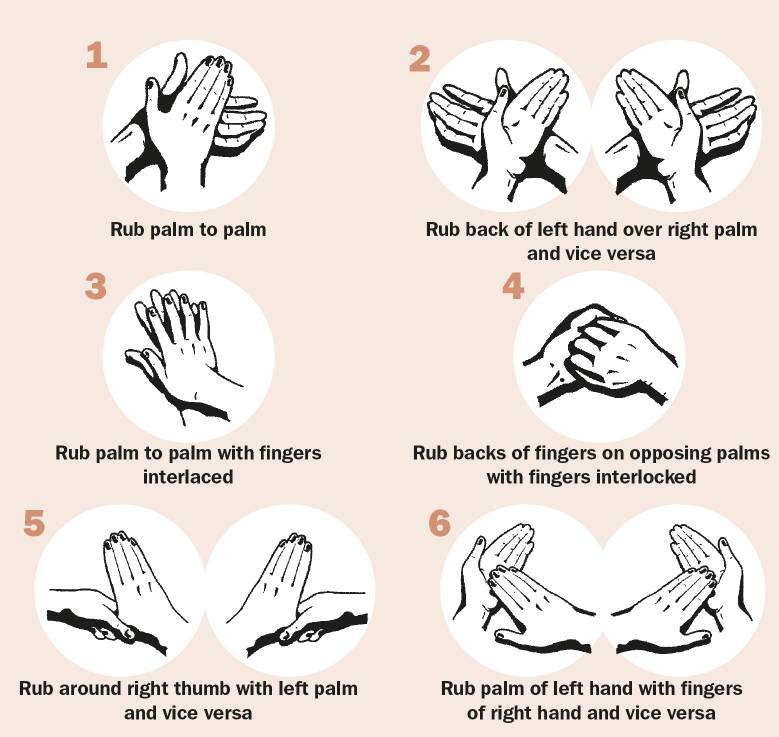 1
Rub palm to palm
2
Rub back of left hand over right palm
and vice versa
3
Rub palm to palm with fingers
interlaced
4
Rub backs of fingers on opposing palms
with fingers interlocked
5
Rub around right thumb with left palm
and vice versa
6
Rub palm of left hand with fingers
of right hand and vice versa